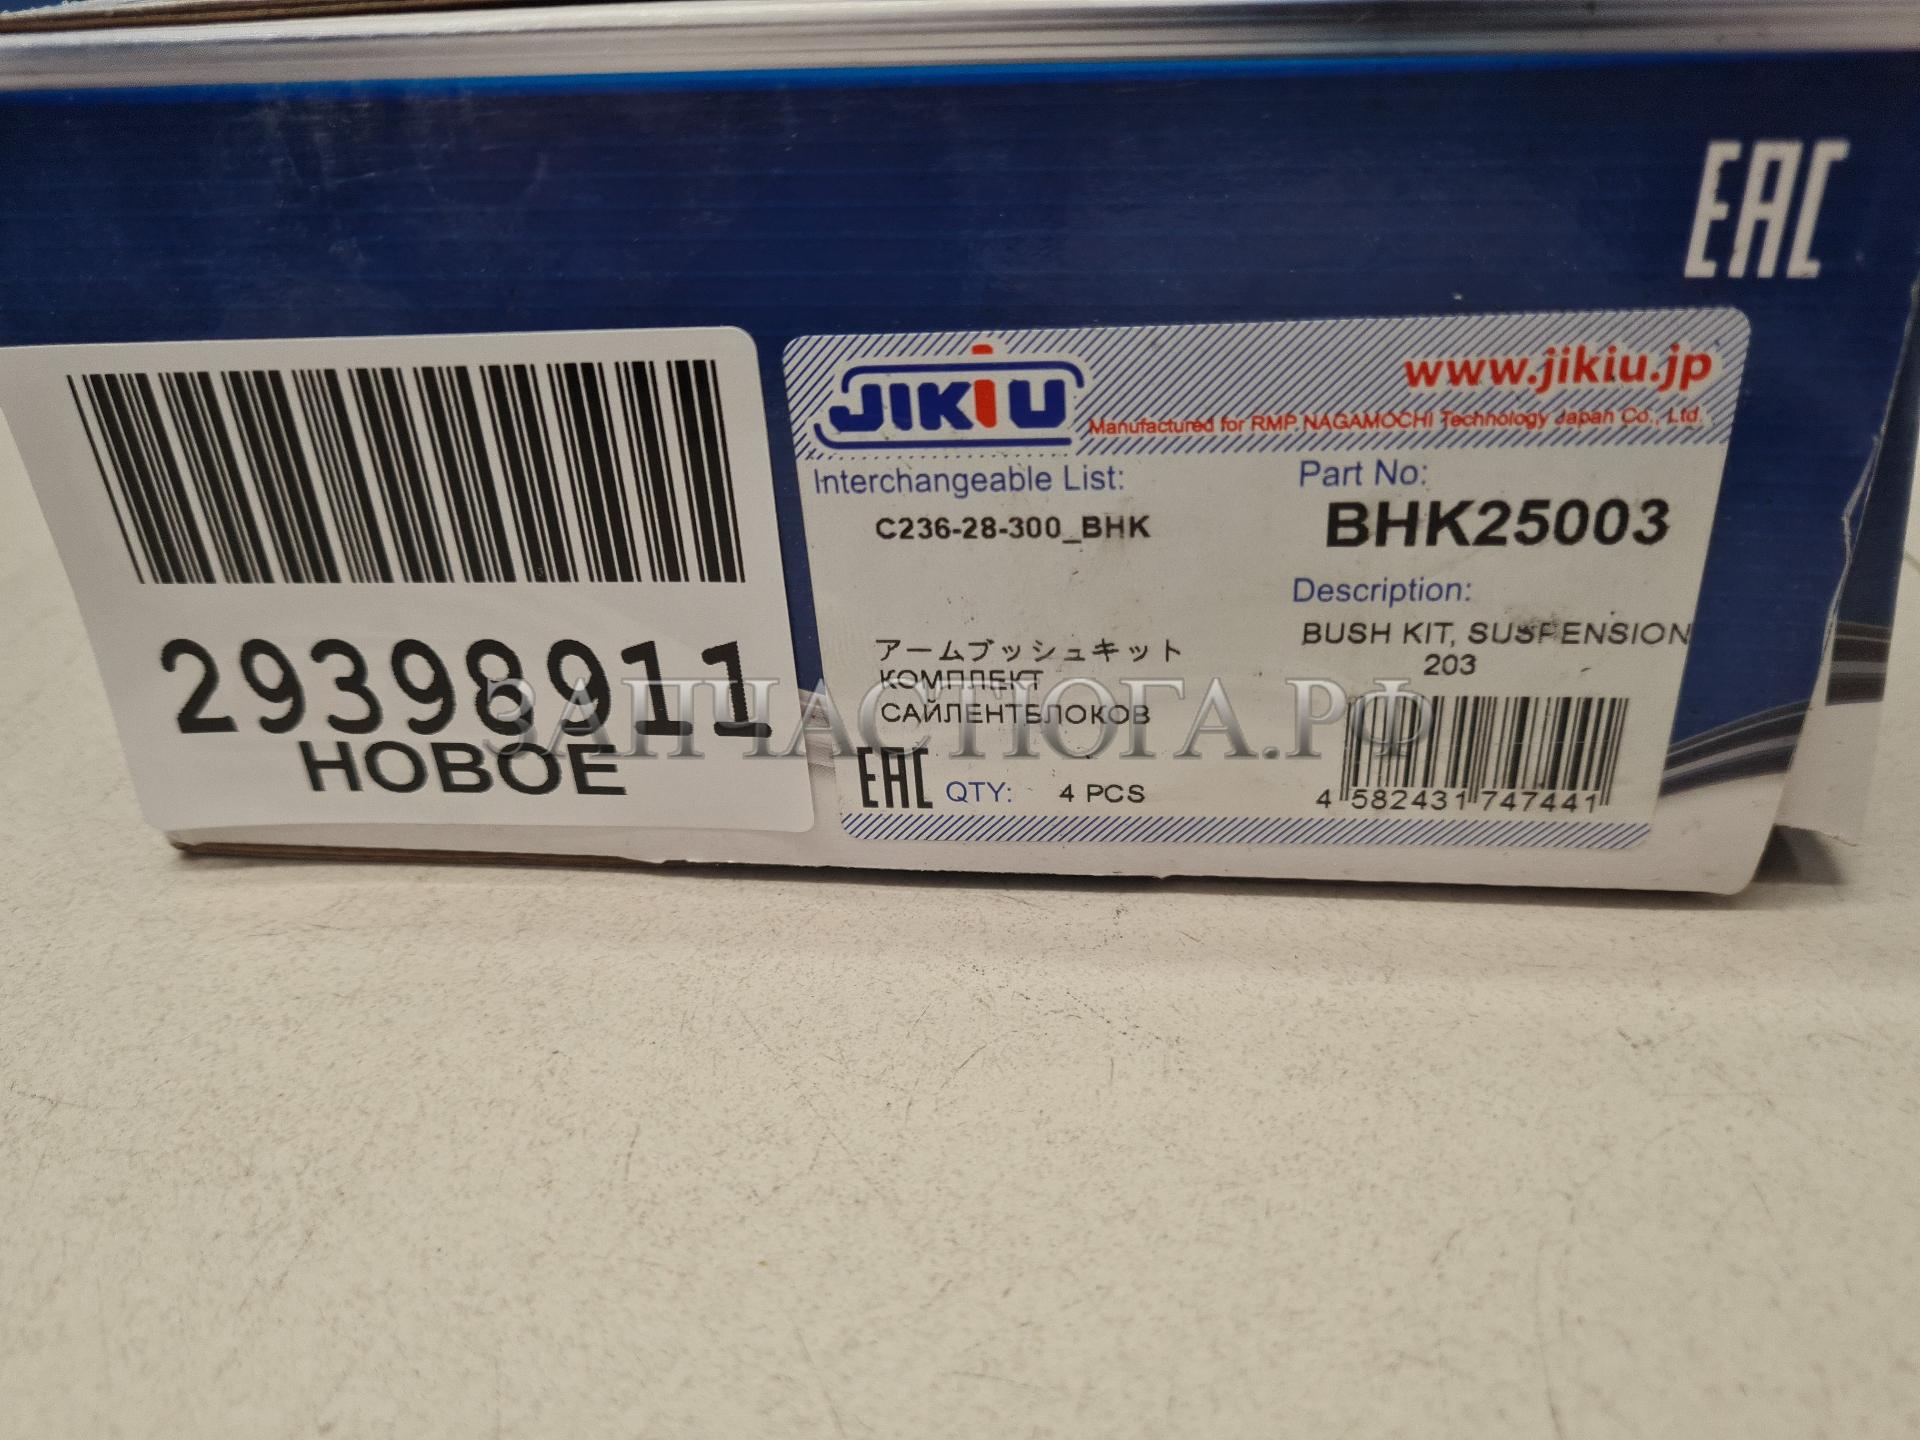 EAC
29398911
НОВОЕ
JIKIU
www.jikiu.jp
Manufactured for RMP NAGAMOCHI Technology Japan Co., Ltd.
Interchangeable List:
C236-28-300_BHK
Part No:
BHK25003
Description:
BUSH KIT, SUSPENSION
203
アームブッシュキット
КОМПЛЕКТ
САЙЛЕНТБЛОКОВ
EAC QTY: 4 PCS
4 582431 747441
ЗАПЧАСТЮГА.РФ